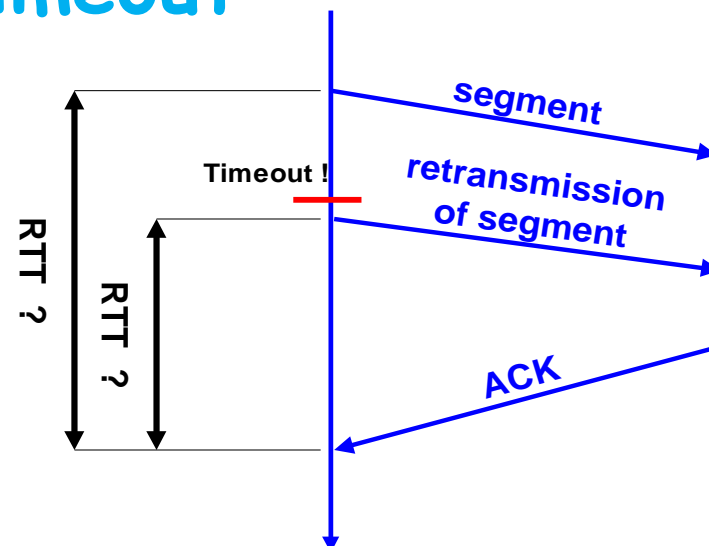 segment
Timeout !
retransmission
of segment
RTT ?
RTT ?
ACK